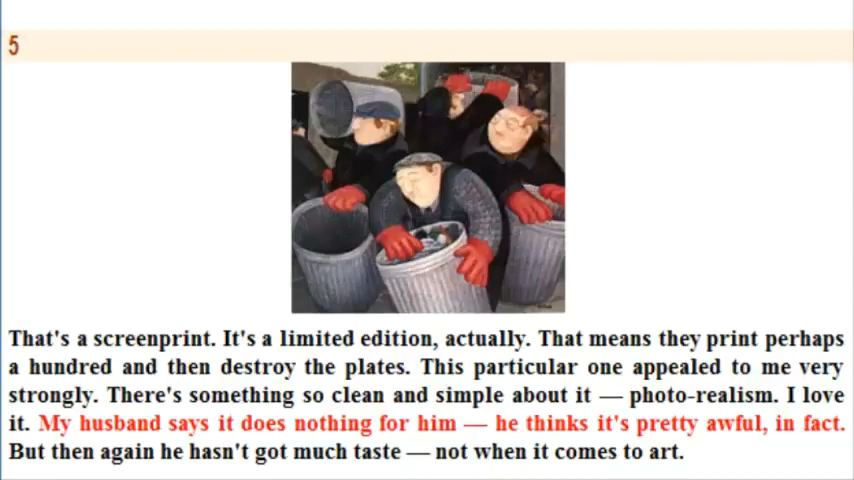 5
That's a screenprint. It's a limited edition, actually. That means they print perhaps
a hundred and then destroy the plates. This particular one appealed to me very
strongly. There's something so clean and simple about it — photo-realism. I love
it. My husband says it does nothing for him — he thinks it's pretty awful, in fact.
But then again he hasn't got much taste — not when it comes to art.